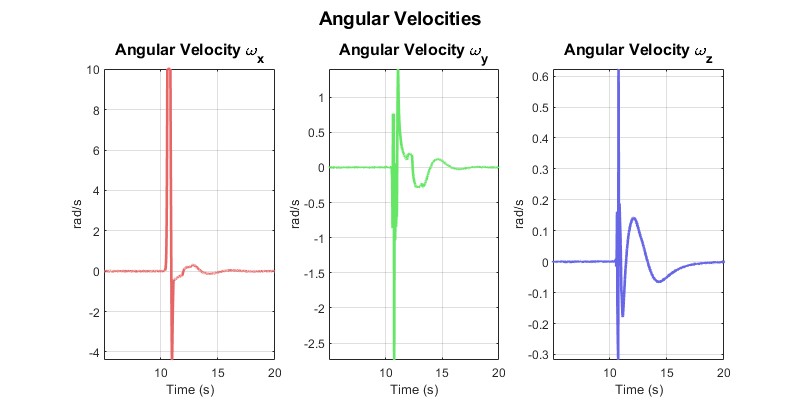 Angular Velocities
Angular Velocity ωx
10
8
6
4
2
0
-2
-4
rad/s
10 15 20
Time (s)
Angular Velocity ωy
1
0.5
0
-0.5
-1
-1.5
-2
-2.5
rad/s
10 15 20
Time (s)
Angular Velocity ωz
0.6
0.5
0.4
0.3
0.2
0.1
0
-0.1
-0.2
-0.3
rad/s
10 15 20
Time (s)